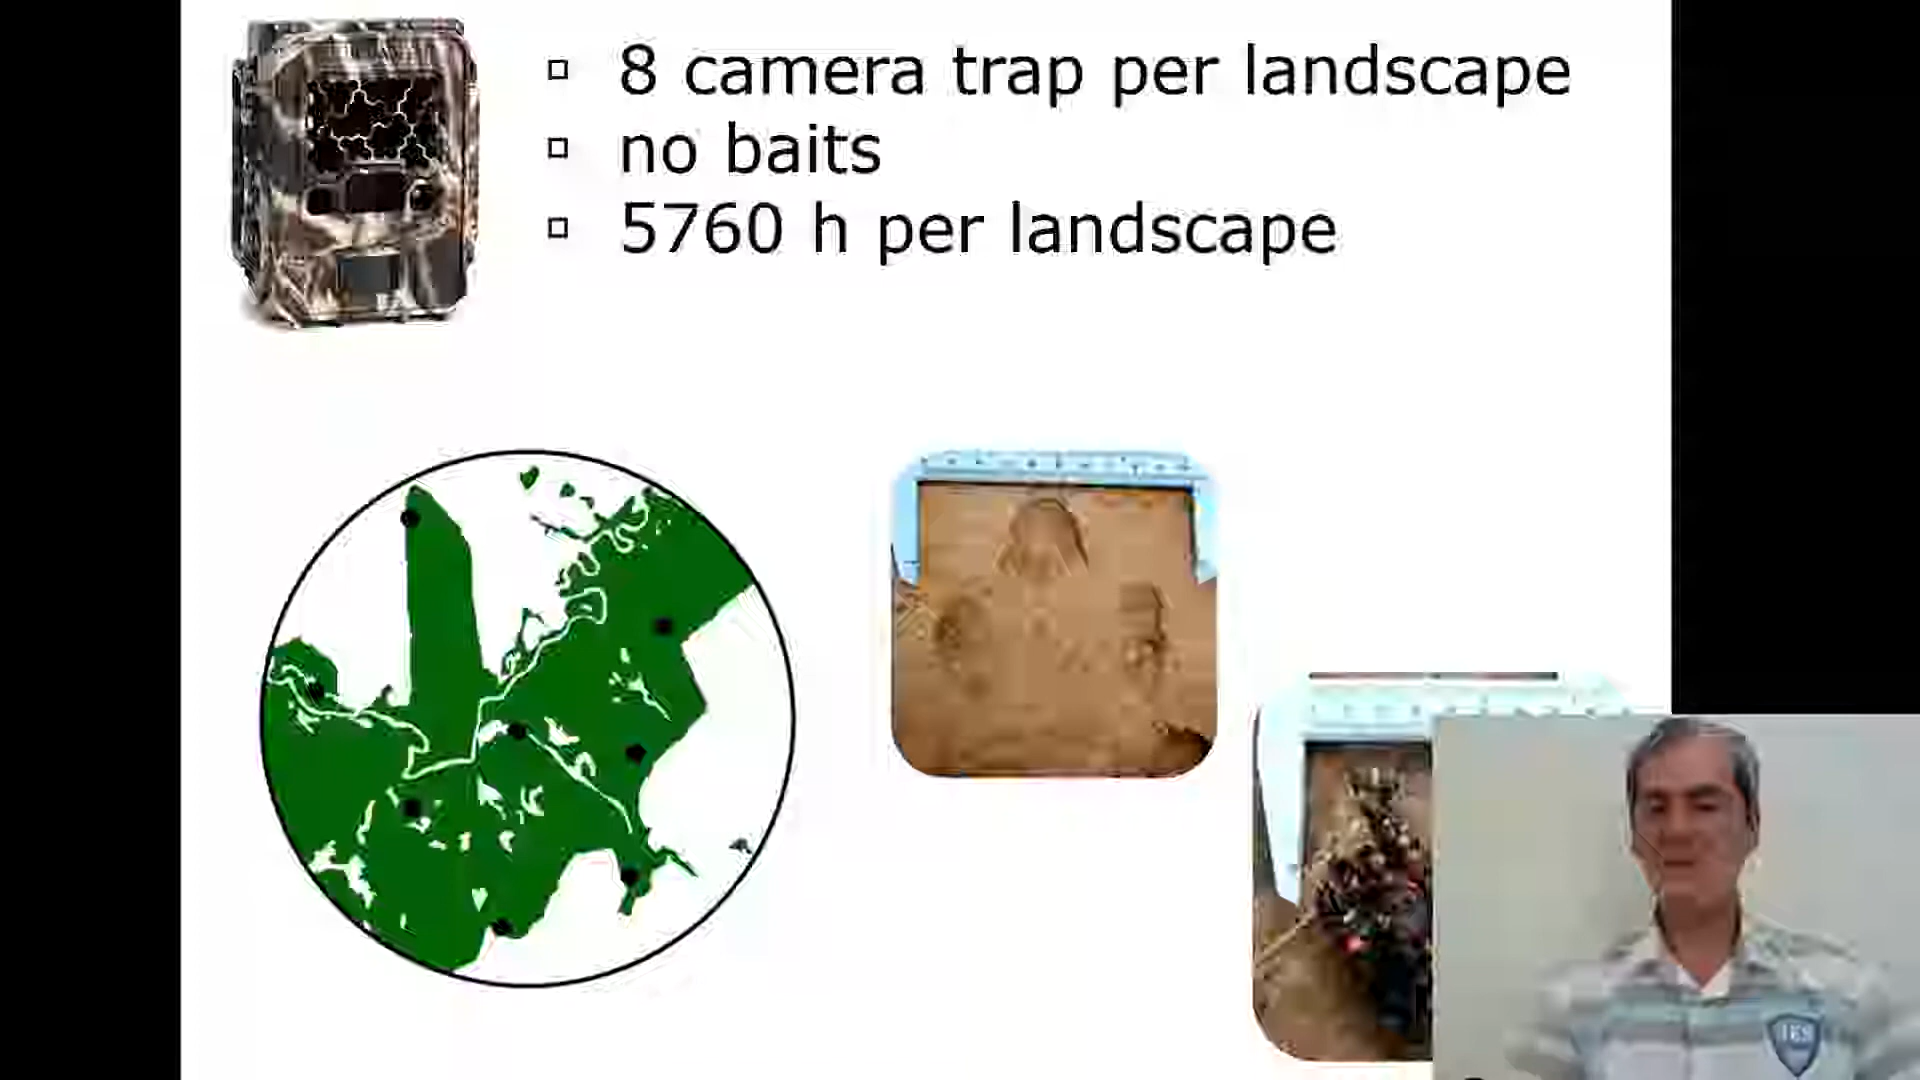 8 camera trap per landscape
no baits
5760 h per landscape